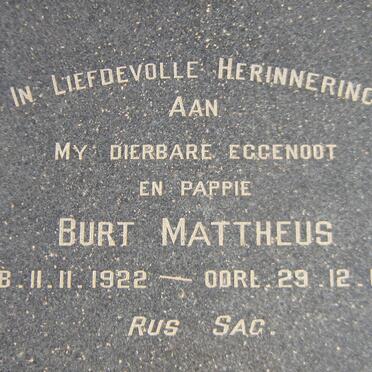 IN LIEFDEVOLLE HERINNERING
AAN
MY DIERBARE EGGENOOT
EN PAPPIE
BURT MATTHEUS
B. 11.11.1922 — OORL. 29.12.
RUS SAG.